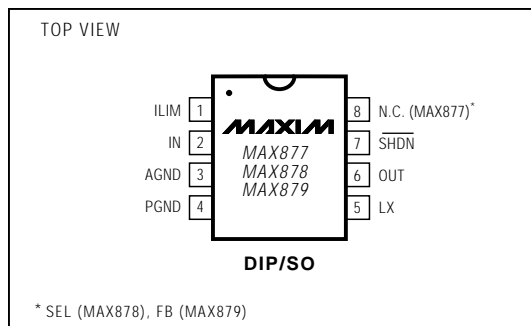 TOP VIEW
ILIM 1
IN 2
AGND 3
PGND 4
MAXIM
MAX877
MAX878
MAX879
8 N.C. (MAX877)*
7 SHDN
6 OUT
5 LX
DIP/SO
* SEL (MAX878), FB (MAX879)